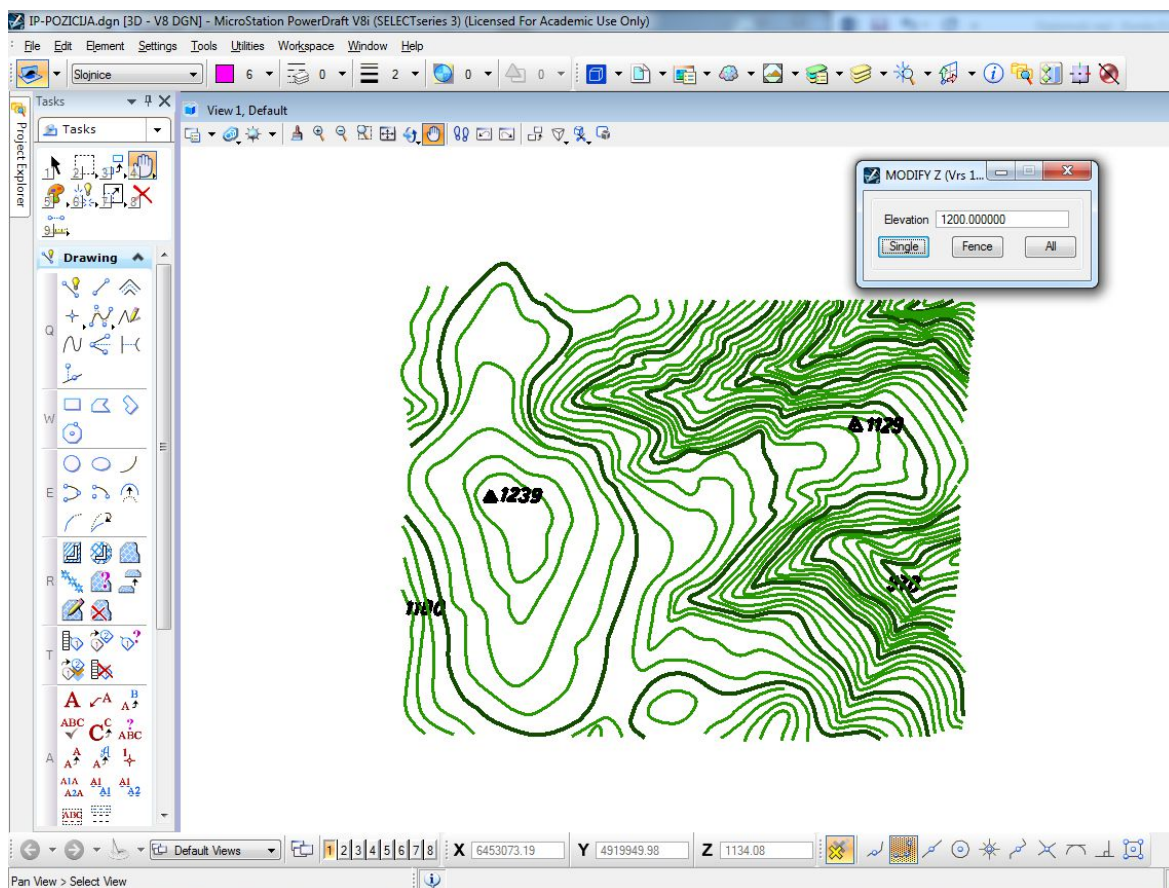 IP-POZICIJA.dgn [3D - V8 DGN] - MicroStation PowerDraft V8i (SELECTseries 3) (Licensed For Academic Use Only)
File Edit Element Settings Tools Utilities Workspace Window Help
Slojnice 6 0 2 0 0
Tasks
View 1, Default
Tasks
Project Explorer
1 2 3 4
5 6 7 8
9
MODIFY Z (Vrs 1...
Elevation 1200.000000
Single Fence All
Drawing
Q
W
E
R
T
A
1129
1239
970
1100
Default Views 1 2 3 4 5 6 7 8 X 6453073.19 Y 4919949.98 Z 1134.08
Pan View > Select View